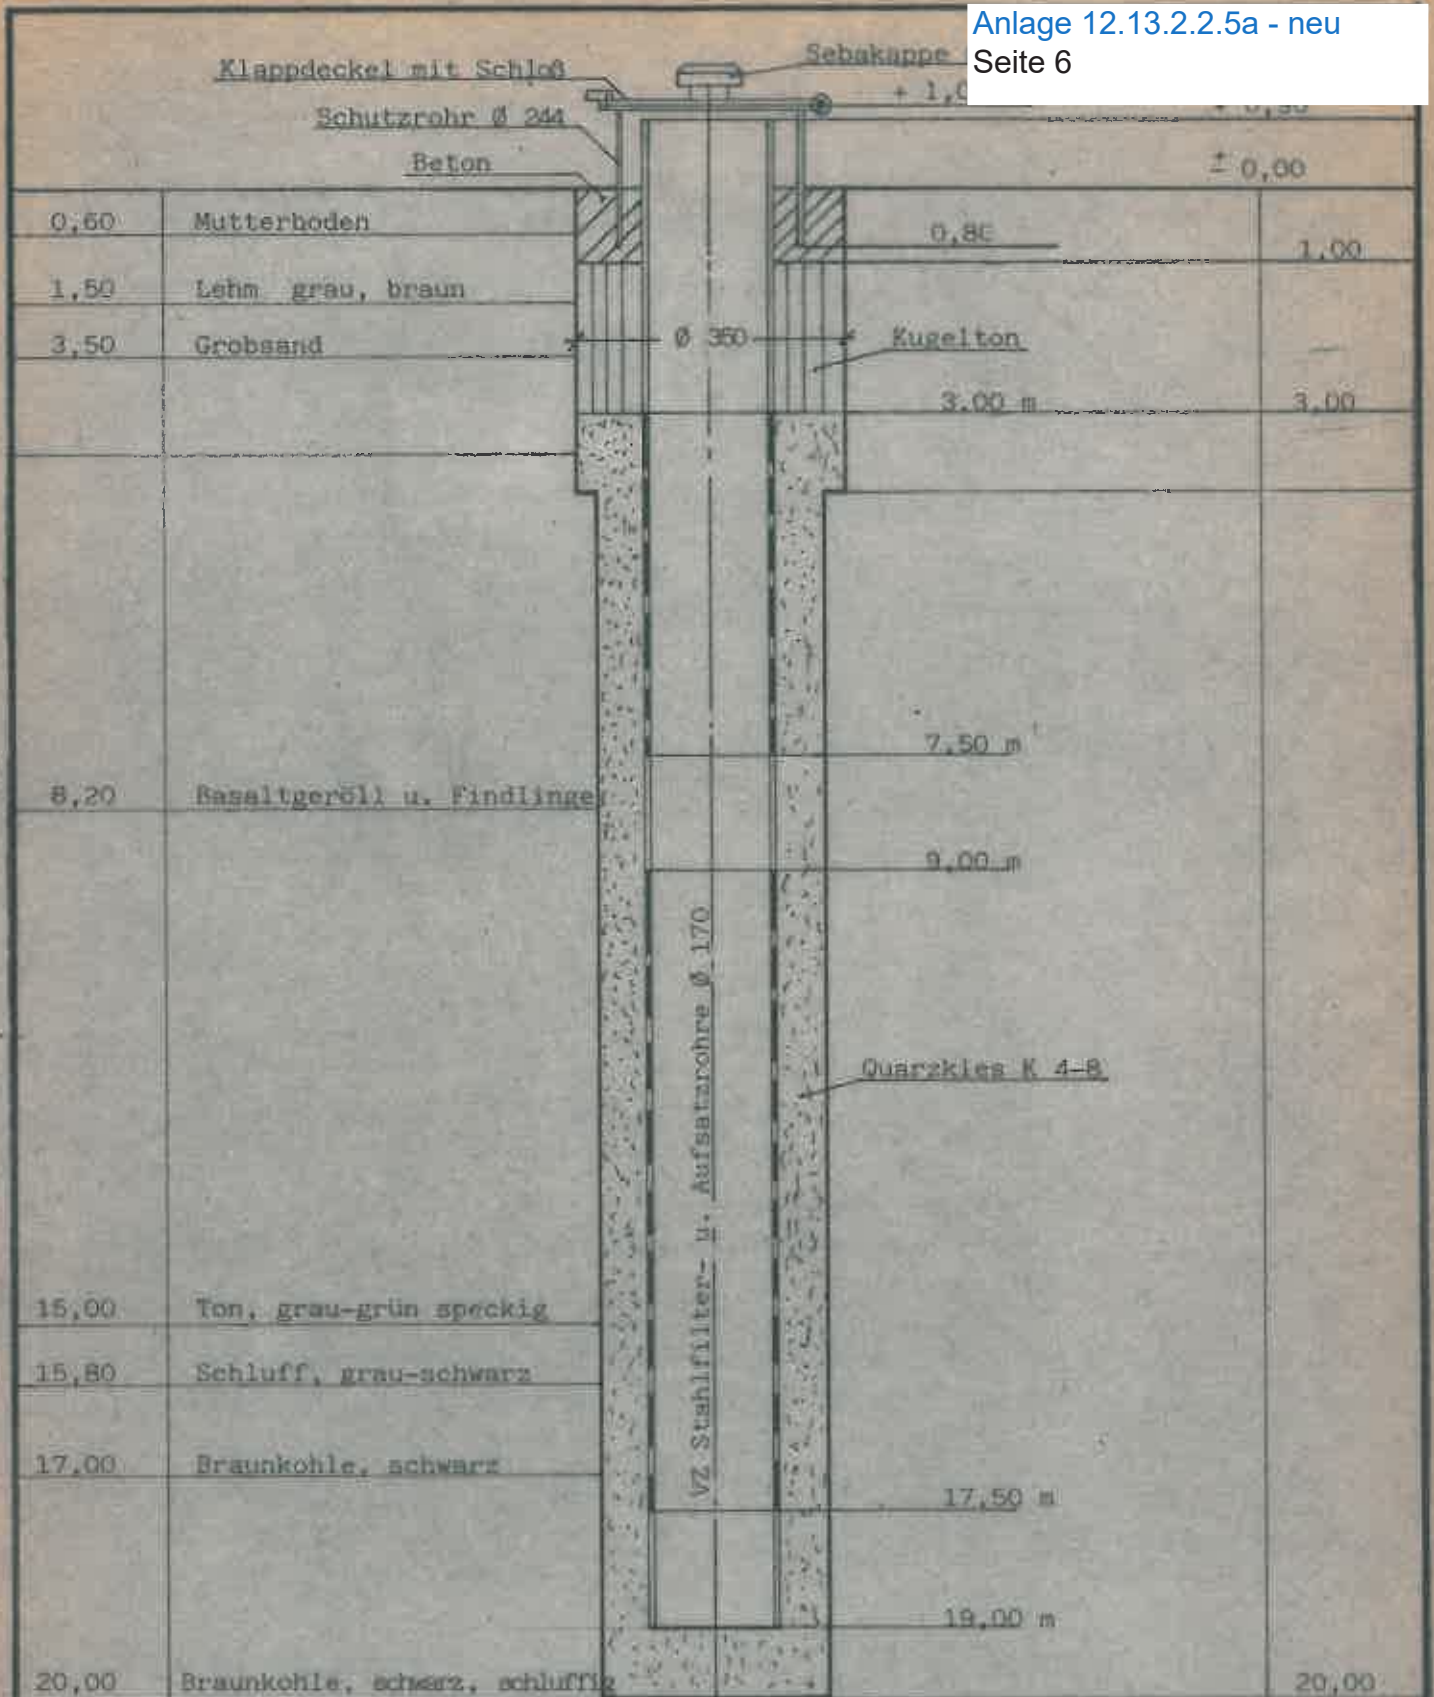 Anlage 12.13.2.2.5a - neu
Seite 6
Sebakappe
Klappdeckel mit Schloß
+ 1,0
Schutzrohr Ø 244
Beton
± 0,00
0,60 Mutterboden
0,80
1,00
1,50 Lehm grau, braun
3,50 Grobsand
Ø 350
Kugelton
3.00 m
3,00
7,50 m
8,20 Basaltgeröll u. Findlinge
9,00 m
VZ Stahlfilter- u. Aufsatzrohre Ø 170
Quarzkies K 4-8
15,00 Ton, grau-grün speckig
15,80 Schluff, grau-schwarz
17,00 Braunkohle, schwarz
17,50 m
19,00 m
20,00 Braunkohle, schwarz, schluffig
20,00